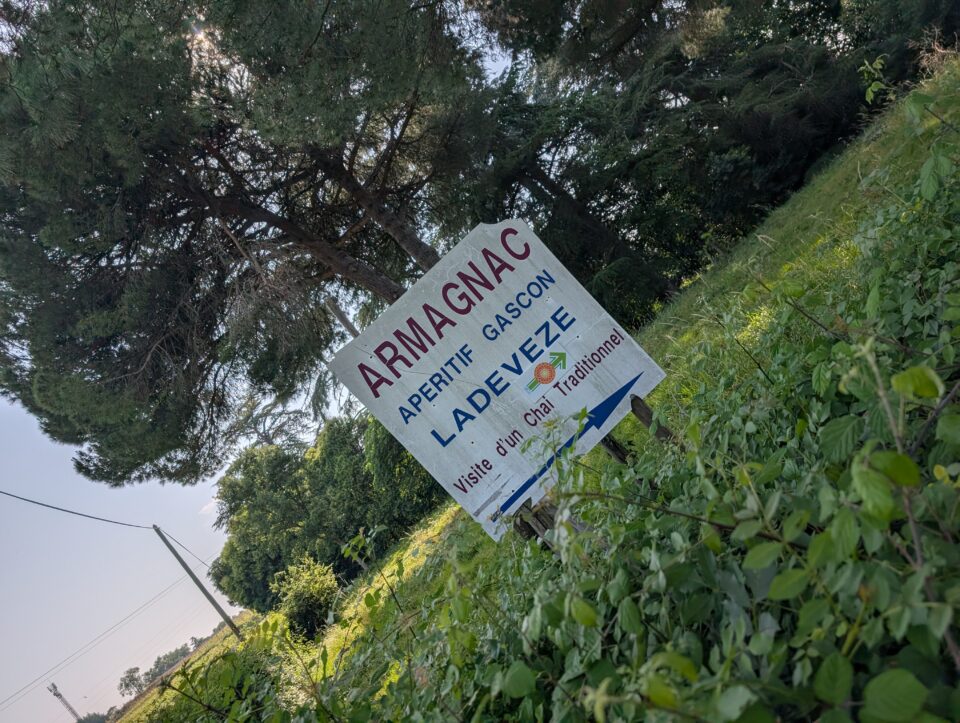 ARMAGNAC
APERITIF GASCON
LADEVEZE
Visite d'un Chai Traditionnel